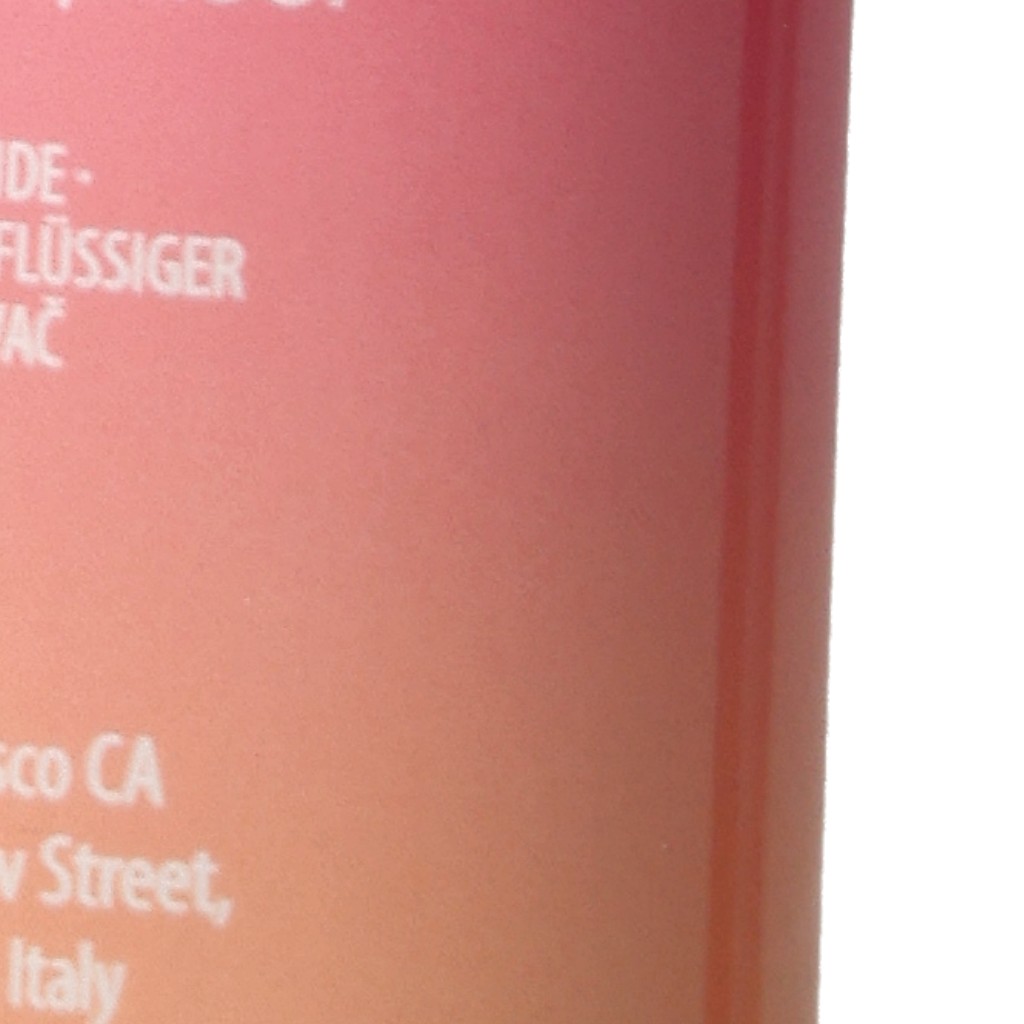 IDE -
FLÜSSIGER
VAČ
sco CA
v Street,
Italy